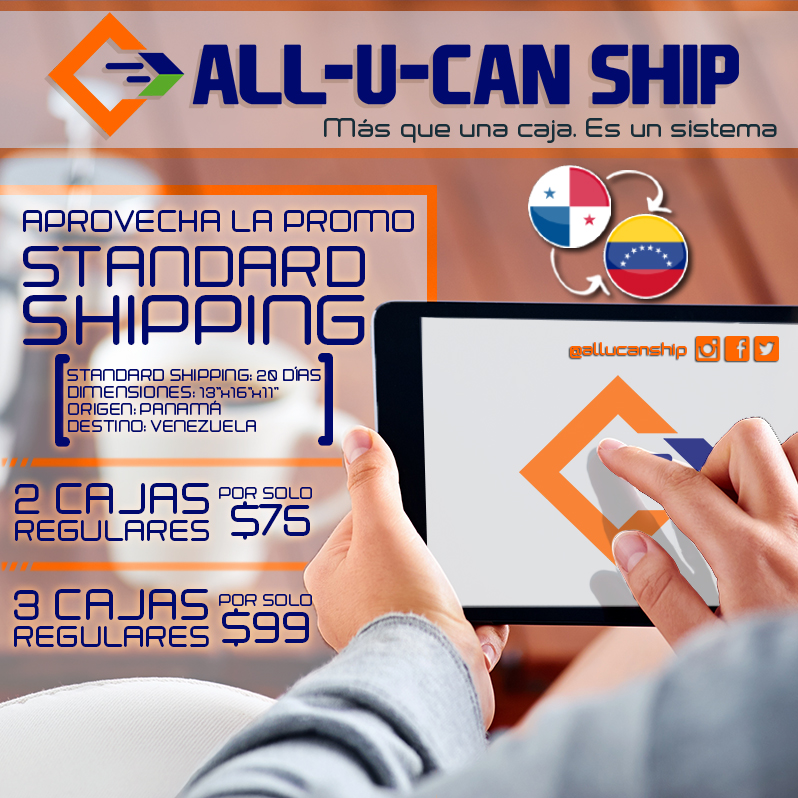 ALL-U-CAN SHIP
Más que una caja. Es un sistema
APROVECHA LA PROMO
STANDARD
SHIPPING
STANDARD SHIPPING: 20 DÍAS
DIMENSIONES: 13"x16"x11"
ORIGEN: PANAMÁ
DESTINO: VENEZUELA
@allucanship
2 CAJAS
REGULARES
POR SOLO
$75
3 CAJAS
REGULARES
POR SOLO
$99